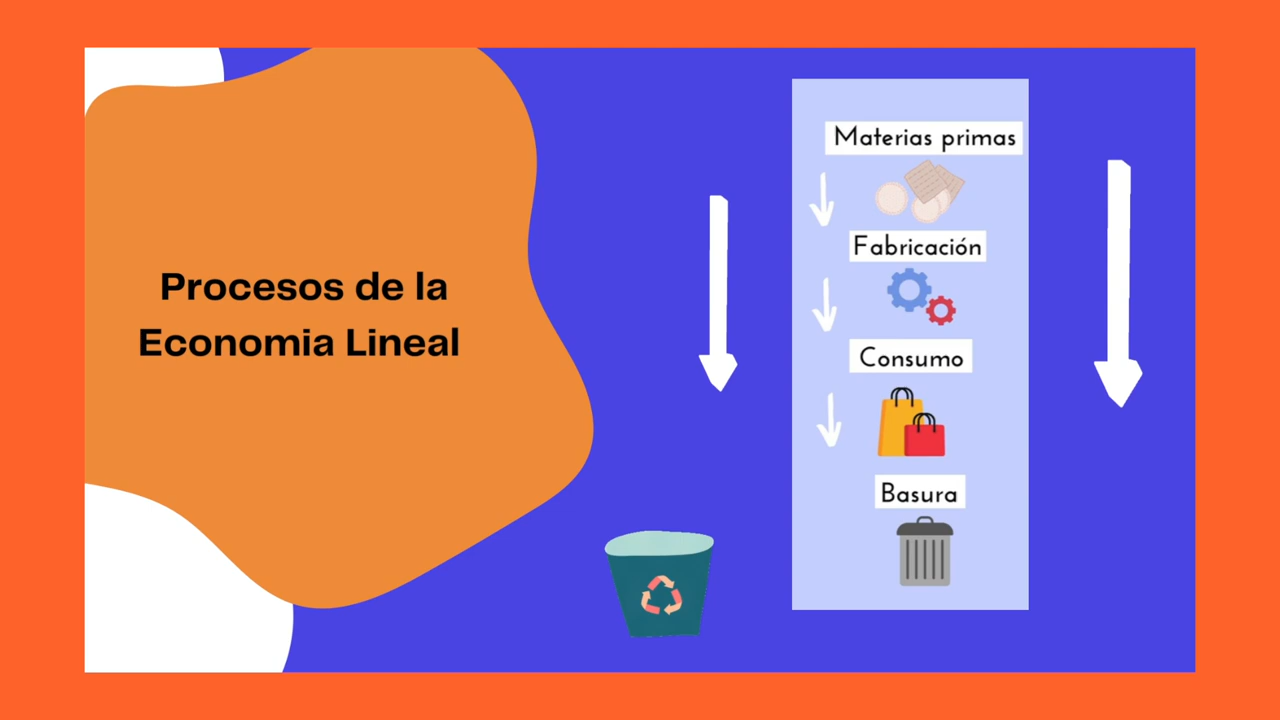 Procesos de la
Economia Lineal
Materias primas
Fabricación
Consumo
Basura